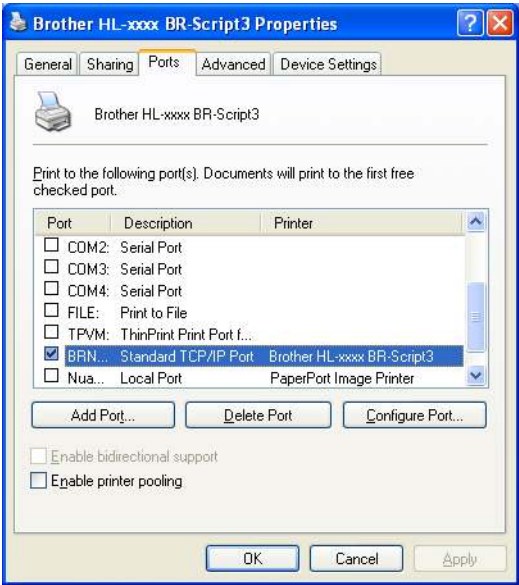 Brother HL-xxxx BR-Script3 Properties
General Sharing Ports Advanced Device Settings
Brother HL-xxxx BR-Script3
Print to the following port(s). Documents will print to the first free
checked port.
Port Description Printer
COM2: Serial Port
COM3: Serial Port
COM4: Serial Port
FILE: Print to File
TPVM: ThinPrint Print Port f...
BRN... Standard TCP/IP Port Brother HL-xxxx BR-Script3
Nua... Local Port PaperPort Image Printer
Add Port... Delete Port Configure Port...
Enable bidirectional support
Enable printer pooling
OK Cancel Apply